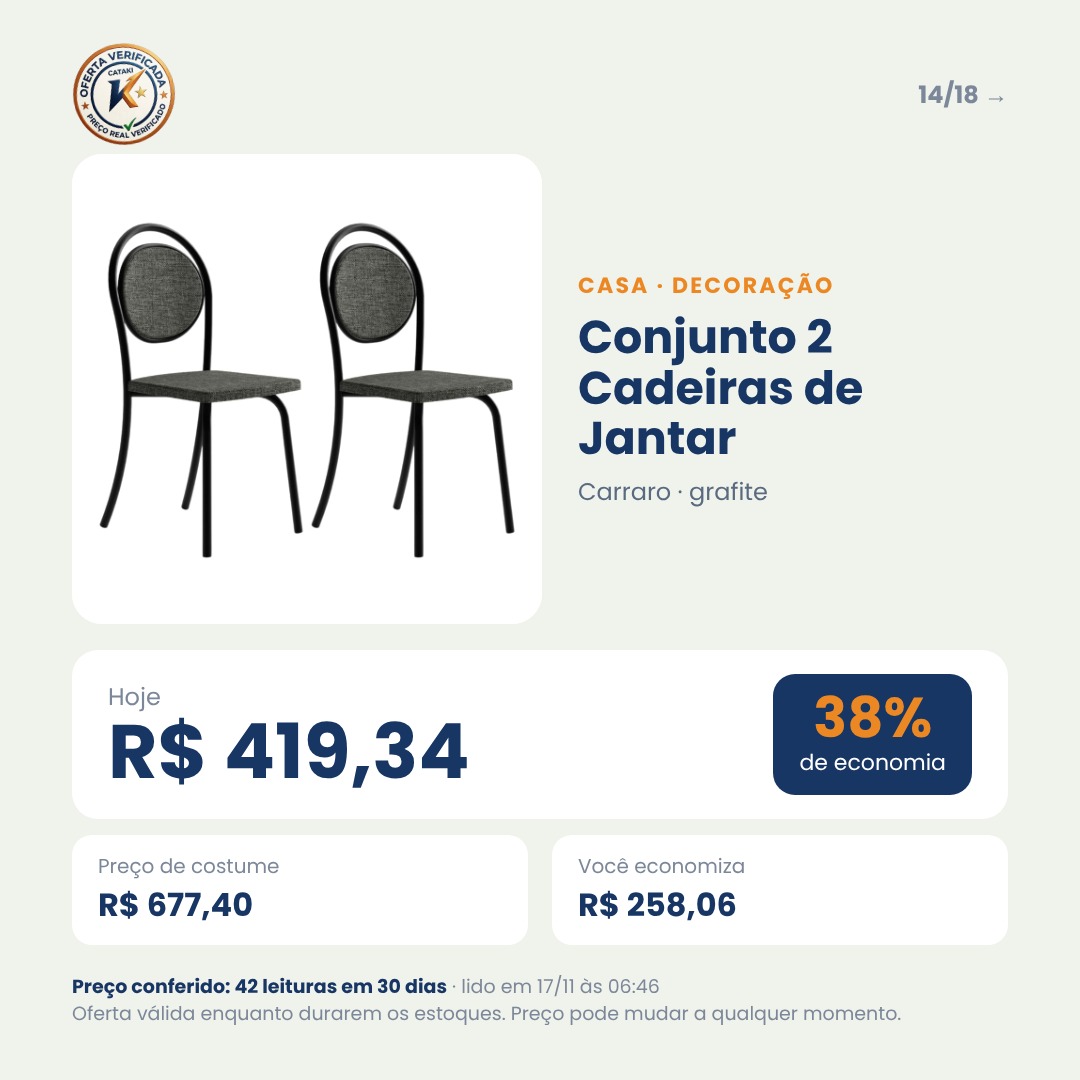 OFERTA VERIFICADA
CATAKI
K
PREÇO REAL VERIFICADO
14/18 →
CASA · DECORAÇÃO
Conjunto 2
Cadeiras de
Jantar
Carraro · grafite
Hoje
R$ 419,34
38%
de economia
Preço de costume
R$ 677,40
Você economiza
R$ 258,06
Preço conferido: 42 leituras em 30 dias · lido em 17/11 às 06:46
Oferta válida enquanto durarem os estoques. Preço pode mudar a qualquer momento.